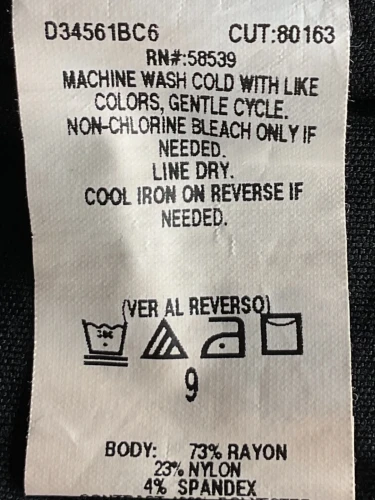 D34561BC6 CUT:80163
RN#:58539
MACHINE WASH COLD WITH LIKE
COLORS, GENTLE CYCLE.
NON-CHLORINE BLEACH ONLY IF
NEEDED.
LINE DRY.
COOL IRON ON REVERSE IF
NEEDED.
(VER AL REVERSO)
30C
9
BODY: 73% RAYON
23% NYLON
4% SPANDEX